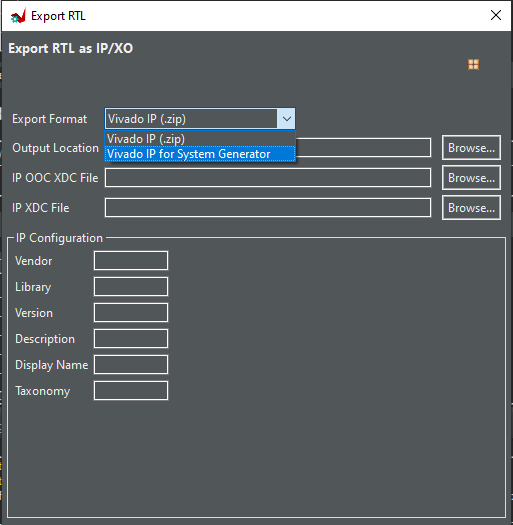 Export RTL
Export RTL as IP/XO
Export Format Vivado IP (.zip)
Vivado IP (.zip)
Output Location Vivado IP for System Generator Browse...
IP OOC XDC File Browse...
IP XDC File Browse...
IP Configuration
Vendor
Library
Version
Description
Display Name
Taxonomy